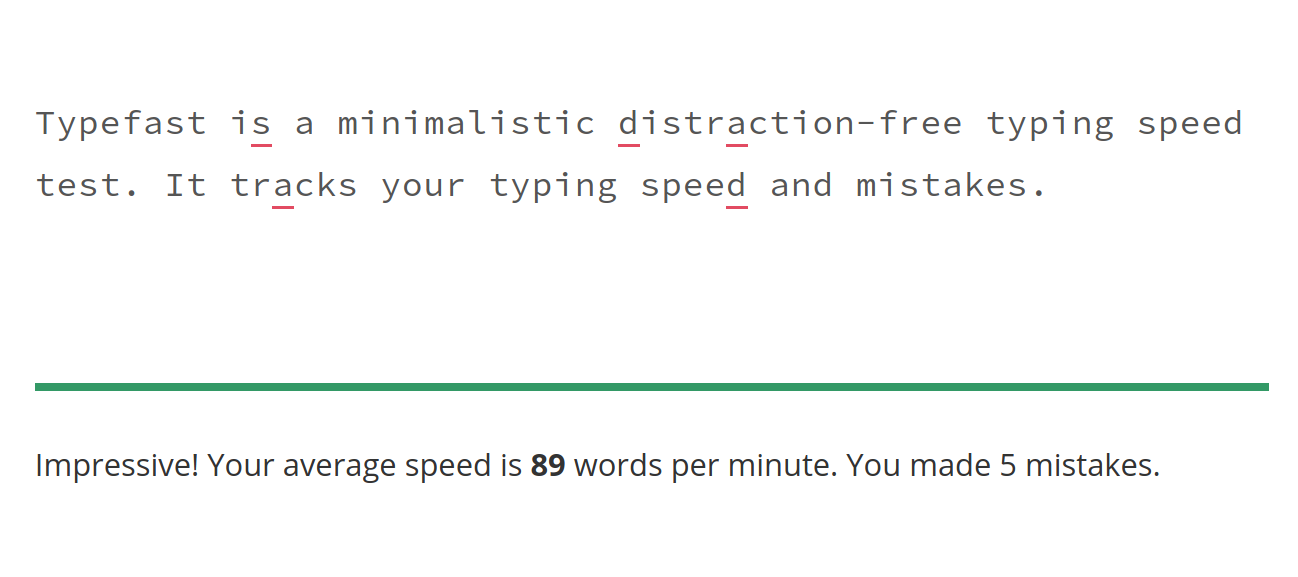 Typefast is a minimalistic distraction-free typing speed
test. It tracks your typing speed and mistakes.
Impressive! Your average speed is 89 words per minute. You made 5 mistakes.